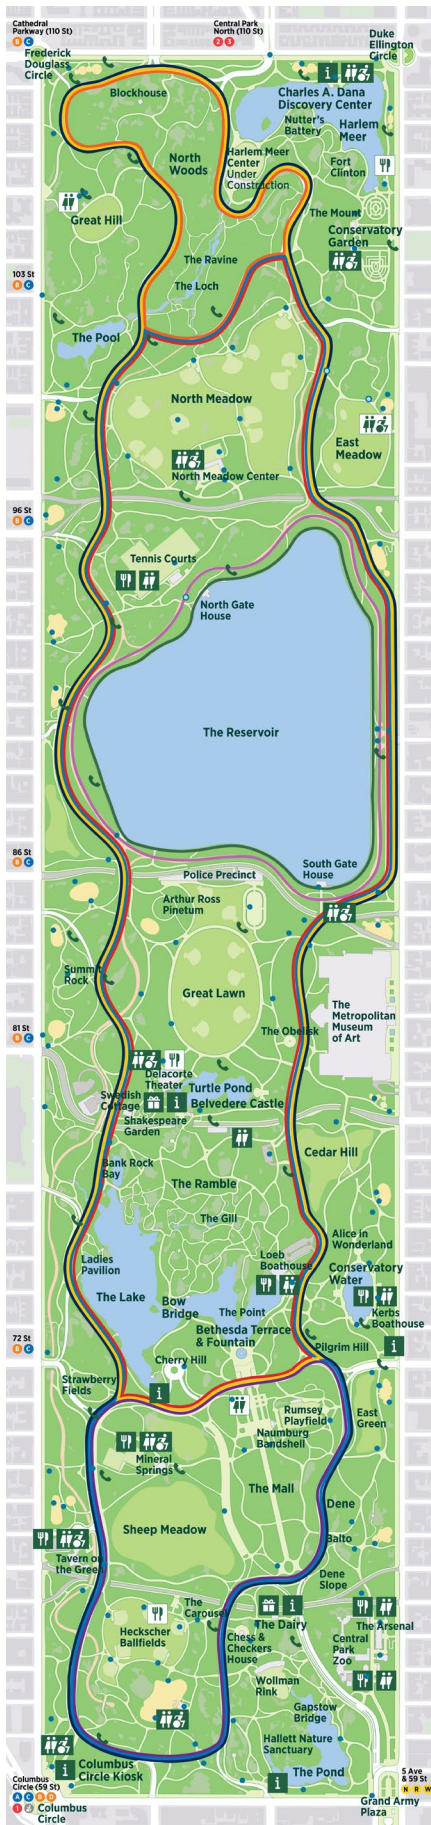 Cathedral
Parkway (110 St)
B C
Central Park
North (110 St)
2 3
Duke
Ellington
Circle
Frederick
Douglass
Circle
Blockhouse
Charles A. Dana
Discovery Center
Nutter's
Battery
Harlem
Meer
Harlem Meer
Center
Under
Construction
North
Woods
Fort
Clinton
Great Hill
The Mount
Conservatory
Garden
The Ravine
103 St
B C
The Loch
The Pool
North Meadow
East
Meadow
North Meadow Center
96 St
B C
Tennis Courts
North Gate
House
The Reservoir
86 St
B C
South Gate
House
Police Precinct
Arthur Ross
Pinetum
Summit
Rock
Great Lawn
The
Metropolitan
Museum
of Art
81 St
B C
The Obelisk
Delacorte
Theater
Turtle Pond
Swedish
Cottage
Belvedere Castle
Shakespeare
Garden
Cedar Hill
Bank Rock
Bay
The Ramble
The Gill
Alice in
Wonderland
Ladies
Pavilion
Loeb
Boathouse
Conservatory
Water
The Lake
Bow
Bridge
The Point
Kerbs
Boathouse
Bethesda Terrace
& Fountain
72 St
B C
Cherry Hill
Pilgrim Hill
Strawberry
Fields
Rumsey
Playfield
East
Green
Naumburg
Bandshell
Mineral
Springs
The Mall
Dene
Sheep Meadow
Balto
Tavern on
the Green
Dene
Slope
The
Carousel
The Dairy
The Arsenal
Heckscher
Ballfields
Chess &
Checkers
House
Central
Park
Zoo
Wollman
Rink
Gapstow
Bridge
Hallett Nature
Sanctuary
Columbus
Circle Kiosk
The Pond
Columbus
Circle (59 St)
A C B D
1
Columbus
Circle
5 Ave
& 59 St
N R W
Grand Army
Plaza